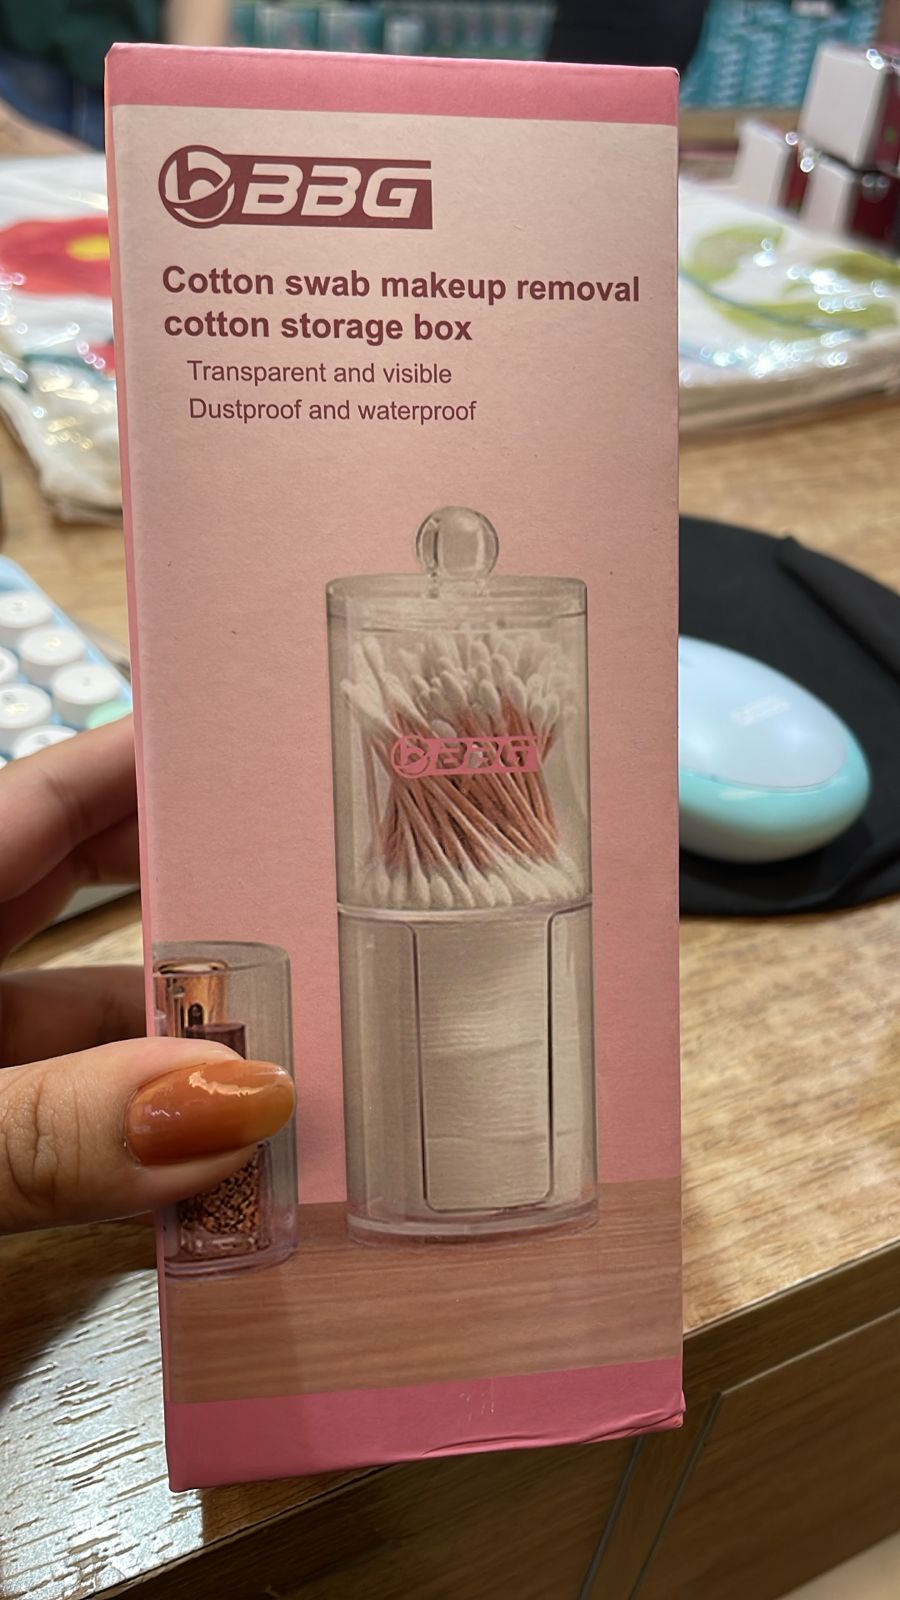 BBG
Cotton swab makeup removal
cotton storage box
Transparent and visible
Dustproof and waterproof
BBG